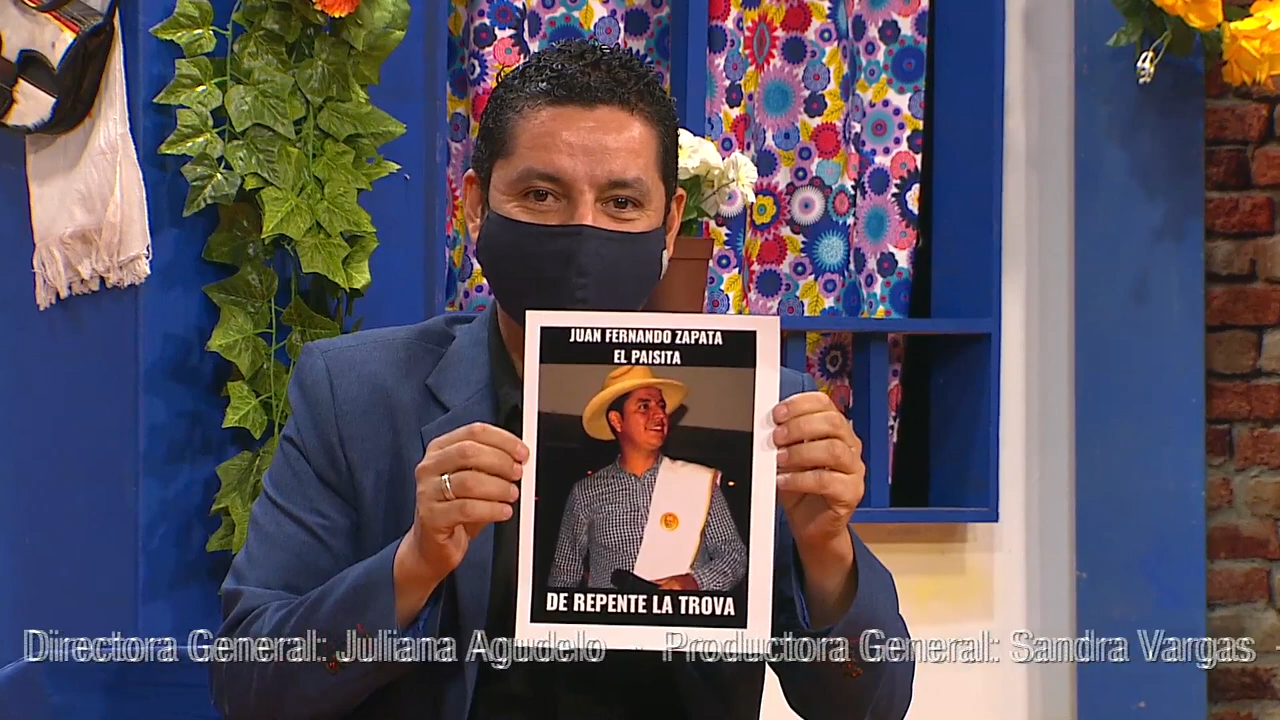 JUAN FERNANDO ZAPATA
EL PAISITA
DE REPENTE LA TROVA
Directora General: Juliana Agudelo - Productora General: Sandra Vargas